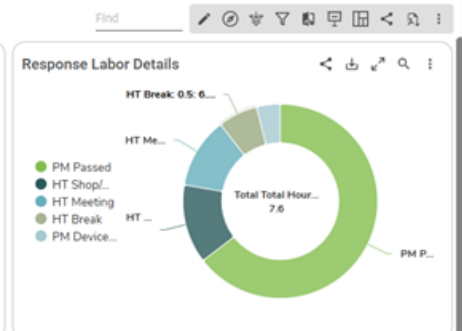 Find
Response Labor Details
HT Break: 0.5: 6....
HT Me...
PM Passed
HT Shop/...
HT Meeting
HT Break
PM Device...
HT ...
Total Total Hour...
7.6
PM P...